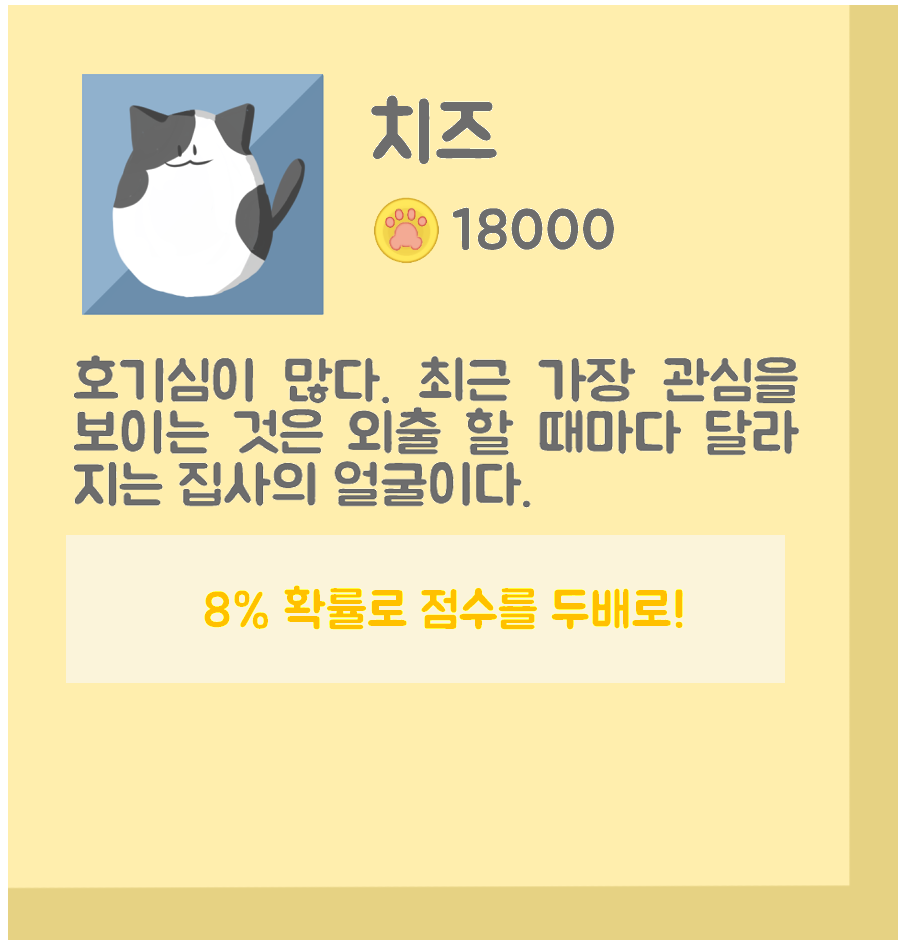 치즈
18000
호기심이 많다. 최근 가장 관심을
보이는 것은 외출 할 때마다 달라
지는 집사의 얼굴이다.
8% 확률로 점수를 두배로!